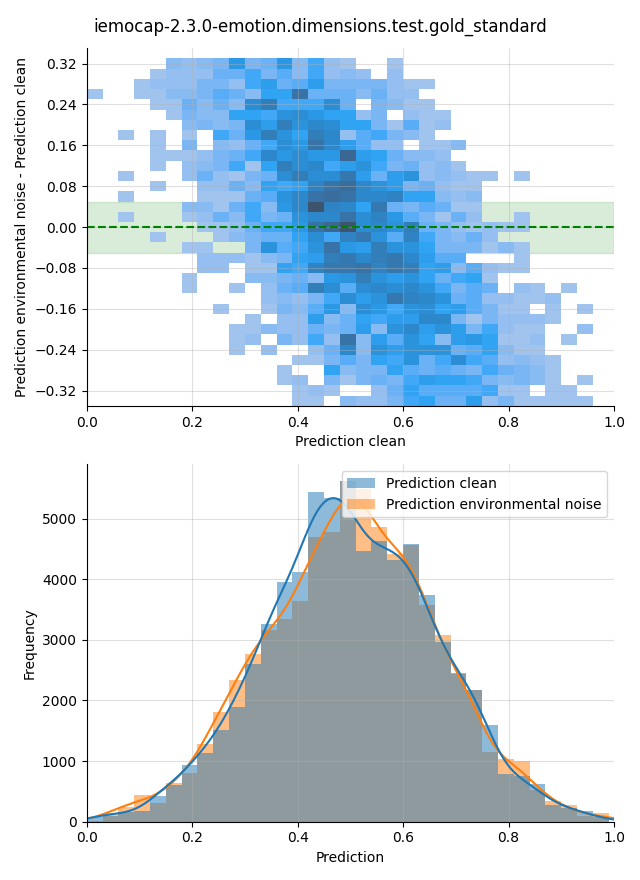 iemocap-2.3.0-emotion.dimensions.test.gold_standard
Prediction environmental noise - Prediction clean
0.32
0.24
0.16
0.08
0.00
−0.08
−0.16
−0.24
−0.32
0.0 0.2 0.4 0.6 0.8 1.0
Prediction clean
Prediction clean
Prediction environmental noise
Frequency
5000
4000
3000
2000
1000
0
0.0 0.2 0.4 0.6 0.8 1.0
Prediction